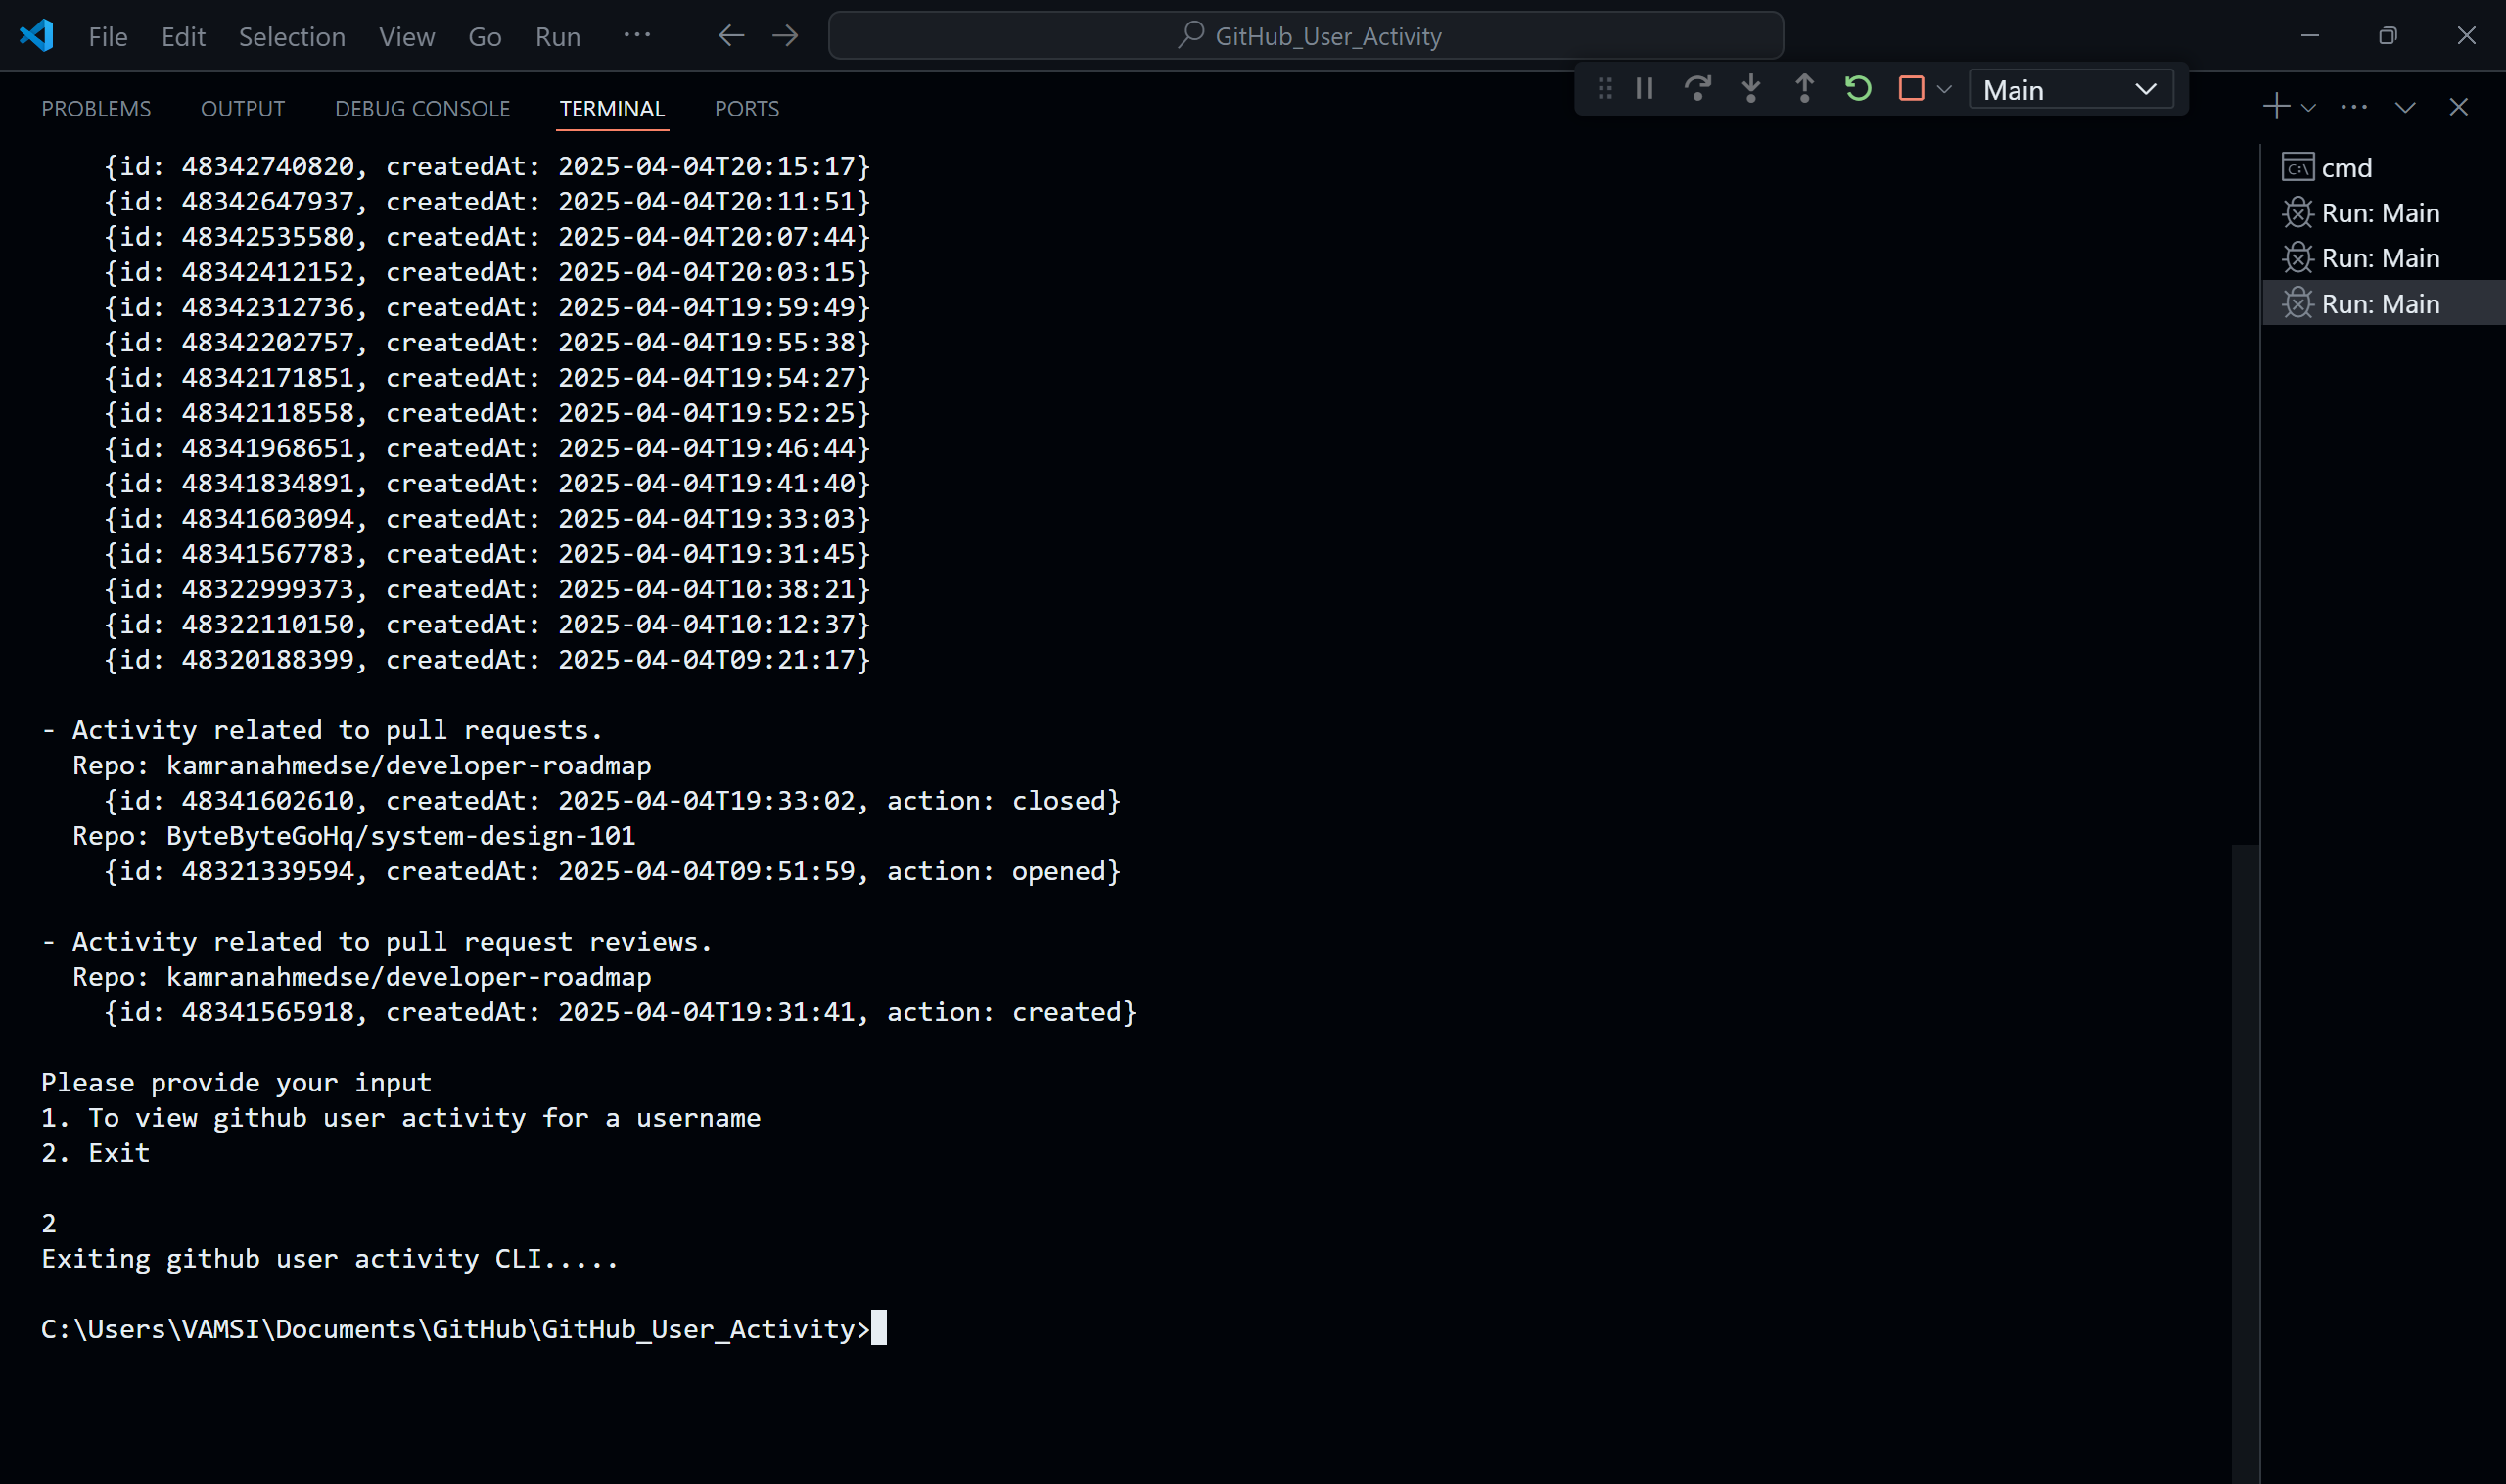 File Edit Selection View Go Run ··· GitHub_User_Activity
PROBLEMS OUTPUT DEBUG CONSOLE TERMINAL PORTS Main
{id: 48342740820, createdAt: 2025-04-04T20:15:17}
{id: 48342647937, createdAt: 2025-04-04T20:11:51}
{id: 48342535580, createdAt: 2025-04-04T20:07:44}
{id: 48342412152, createdAt: 2025-04-04T20:03:15}
{id: 48342312736, createdAt: 2025-04-04T19:59:49}
{id: 48342202757, createdAt: 2025-04-04T19:55:38}
{id: 48342171851, createdAt: 2025-04-04T19:54:27}
{id: 48342118558, createdAt: 2025-04-04T19:52:25}
{id: 48341968651, createdAt: 2025-04-04T19:46:44}
{id: 48341834891, createdAt: 2025-04-04T19:41:40}
{id: 48341603094, createdAt: 2025-04-04T19:33:03}
{id: 48341567783, createdAt: 2025-04-04T19:31:45}
{id: 48322999373, createdAt: 2025-04-04T10:38:21}
{id: 48322110150, createdAt: 2025-04-04T10:12:37}
{id: 48320188399, createdAt: 2025-04-04T09:21:17}
- Activity related to pull requests.
Repo: kamranahmedse/developer-roadmap
{id: 48341602610, createdAt: 2025-04-04T19:33:02, action: closed}
Repo: ByteByteGoHq/system-design-101
{id: 48321339594, createdAt: 2025-04-04T09:51:59, action: opened}
- Activity related to pull request reviews.
Repo: kamranahmedse/developer-roadmap
{id: 48341565918, createdAt: 2025-04-04T19:31:41, action: created}
Please provide your input
1. To view github user activity for a username
2. Exit
2
Exiting github user activity CLI.....
C:\Users\VAMSI\Documents\GitHub\GitHub_User_Activity>
cmd
Run: Main
Run: Main
Run: Main